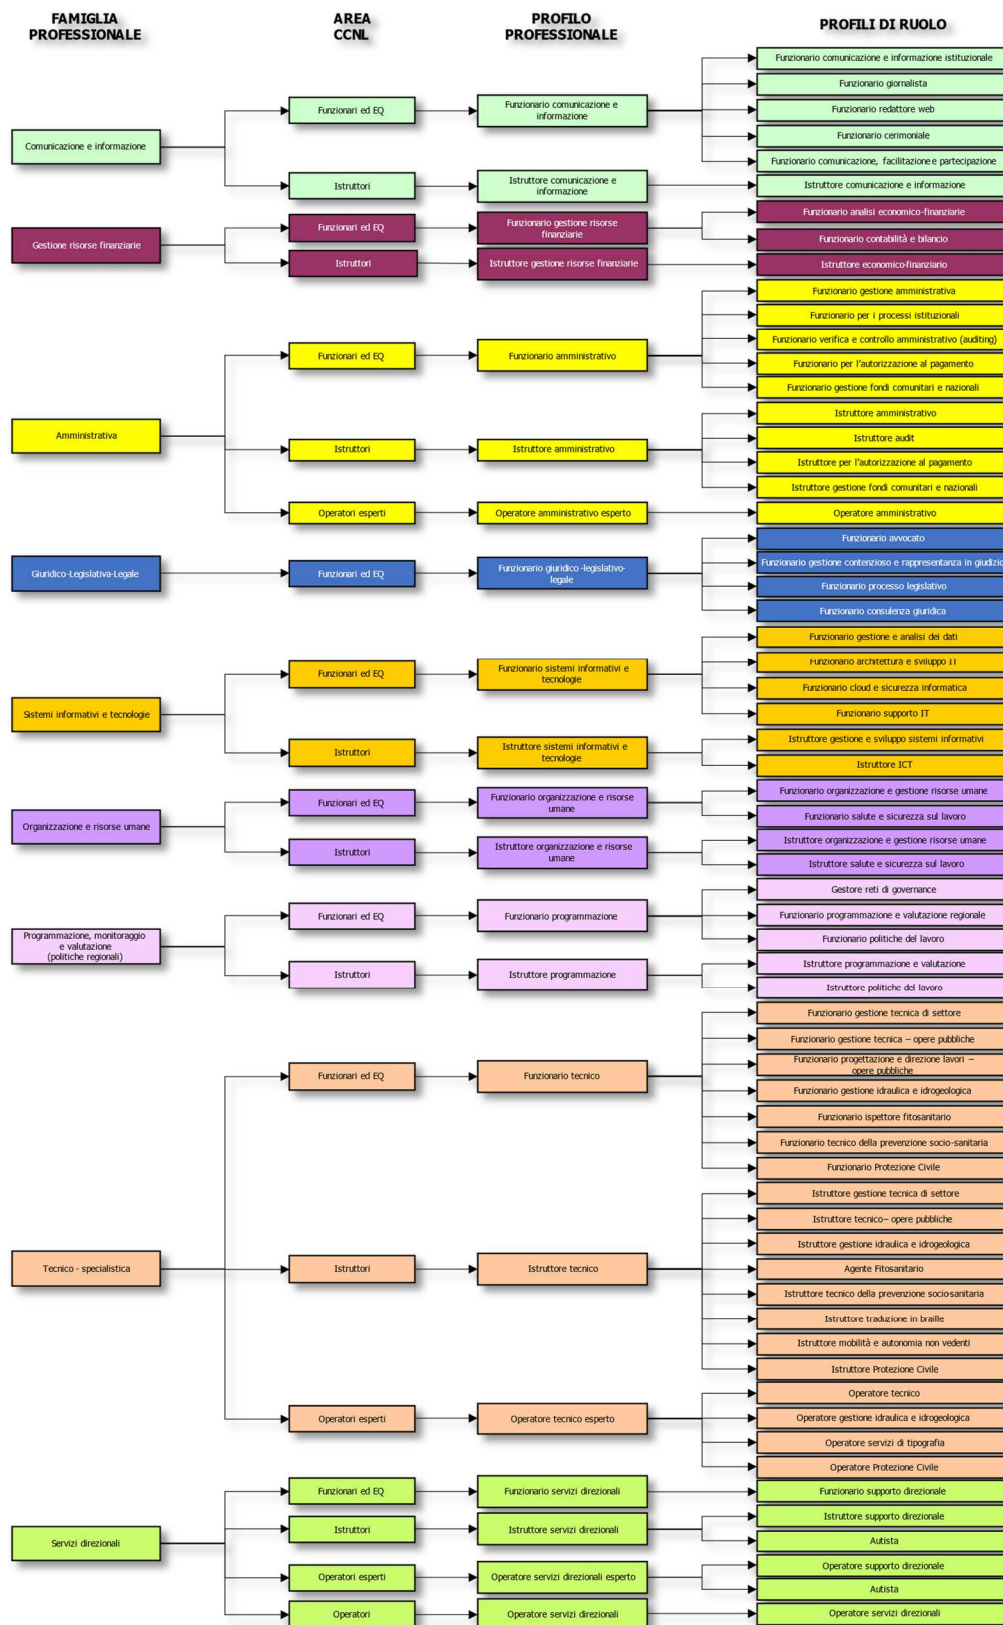 FAMIGLIA
PROFESSIONALE
AREA
CCNL
PROFILO
PROFESSIONALE
PROFILI DI RUOLO
Comunicazione e informazione
Funzionari ed EQ
Funzionario comunicazione e
informazione
Funzionario comunicazione e informazione istituzionale
Funzionario giornalista
Funzionario redattore web
Funzionario cerimoniale
Funzionario comunicazione, facilitazione e partecipazione
Istruttori
Istruttore comunicazione e
informazione
Istruttore comunicazione e informazione
Gestione risorse finanziarie
Funzionari ed EQ
Funzionario gestione risorse
finanziarie
Funzionario analisi economico-finanziarie
Funzionario contabilità e bilancio
Istruttori
Istruttore gestione risorse finanziarie
Istruttore economico-finanziario
Amministrativa
Funzionari ed EQ
Funzionario amministrativo
Funzionario gestione amministrativa
Funzionario per i processi istituzionali
Funzionario verifica e controllo amministrativo (auditing)
Funzionario per l'autorizzazione al pagamento
Funzionario gestione fondi comunitari e nazionali
Istruttori
Istruttore amministrativo
Istruttore amministrativo
Istruttore audit
Istruttore per l'autorizzazione al pagamento
Istruttore gestione fondi comunitari e nazionali
Operatori esperti
Operatore amministrativo esperto
Operatore amministrativo
Giuridico-Legislativa-Legale
Funzionari ed EQ
Funzionario giuridico -legislativo-
legale
Funzionario avvocato
Funzionario gestione contenzioso e rappresentanza in giudizio
Funzionario processo legislativo
Funzionario consulenza giuridica
Sistemi informativi e tecnologie
Funzionari ed EQ
Funzionario sistemi informativi e
tecnologie
Funzionario gestione e analisi dei dati
Funzionario architettura e sviluppo IT
Funzionario cloud e sicurezza informatica
Funzionario supporto IT
Istruttori
Istruttore sistemi informativi e
tecnologie
Istruttore gestione e sviluppo sistemi informativi
Istruttore ICT
Organizzazione e risorse umane
Funzionari ed EQ
Funzionario organizzazione e risorse
umane
Funzionario organizzazione e gestione risorse umane
Funzionario salute e sicurezza sul lavoro
Istruttori
Istruttore organizzazione e risorse
umane
Istruttore organizzazione e gestione risorse umane
Istruttore salute e sicurezza sul lavoro
Programmazione, monitoraggio
e valutazione
(politiche regionali)
Funzionari ed EQ
Funzionario programmazione
Gestore reti di governance
Funzionario programmazione e valutazione regionale
Funzionario politiche del lavoro
Istruttori
Istruttore programmazione
Istruttore programmazione e valutazione
Istruttore politiche del lavoro
Tecnico - specialistica
Funzionari ed EQ
Funzionario tecnico
Funzionario gestione tecnica di settore
Funzionario gestione tecnica – opere pubbliche
Funzionario progettazione e direzione lavori –
opere pubbliche
Funzionario gestione idraulica e idrogeologica
Funzionario ispettore fitosanitario
Funzionario tecnico della prevenzione socio-sanitaria
Funzionario Protezione Civile
Istruttori
Istruttore tecnico
Istruttore gestione tecnica di settore
Istruttore tecnico– opere pubbliche
Istruttore gestione idraulica e idrogeologica
Agente Fitosanitario
Istruttore tecnico della prevenzione socio-sanitaria
Istruttore traduzione in braille
Istruttore mobilità e autonomia non vedenti
Istruttore Protezione Civile
Operatori esperti
Operatore tecnico esperto
Operatore tecnico
Operatore gestione idraulica e idrogeologica
Operatore servizi di tipografia
Operatore Protezione Civile
Servizi direzionali
Funzionari ed EQ
Funzionario servizi direzionali
Funzionario supporto direzionale
Istruttori
Istruttore servizi direzionali
Istruttore supporto direzionale
Autista
Operatori esperti
Operatore servizi direzionali esperto
Operatore supporto direzionale
Autista
Operatori
Operatore servizi direzionali
Operatore servizi direzionali